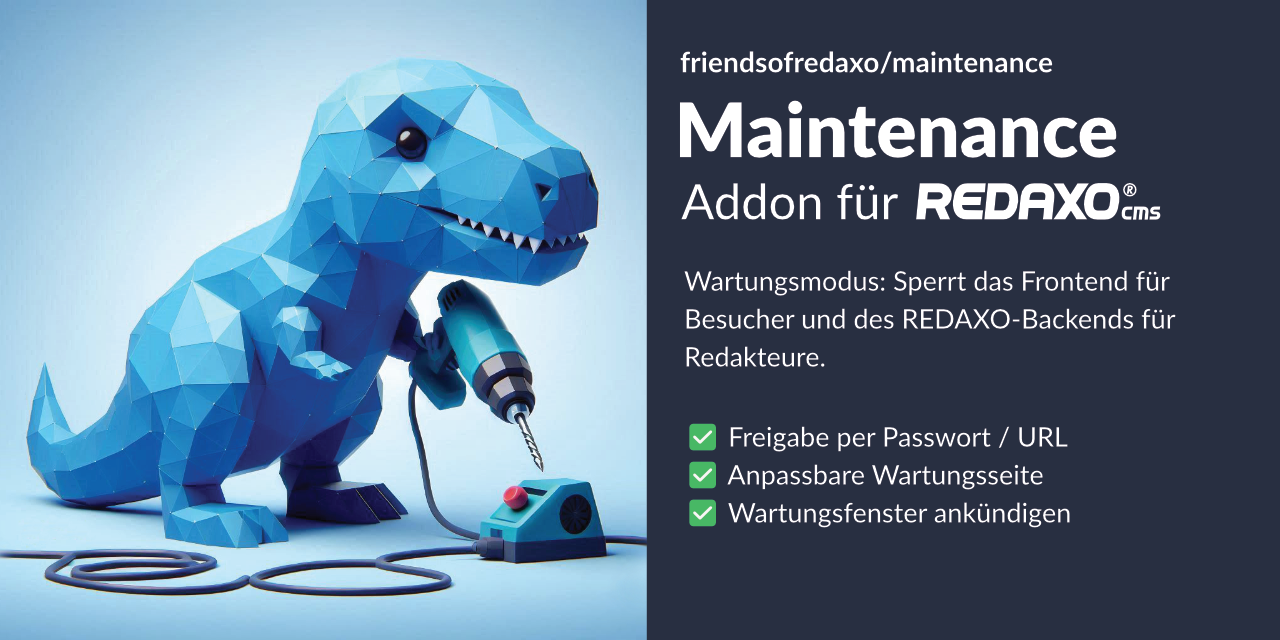 friendsofredaxo/maintenance
Maintenance
Addon für REDAXO® cms
Wartungsmodus: Sperrt das Frontend für
Besucher und des REDAXO-Backends für
Redakteure.
Freigabe per Passwort / URL
Anpassbare Wartungsseite
Wartungsfenster ankündigen